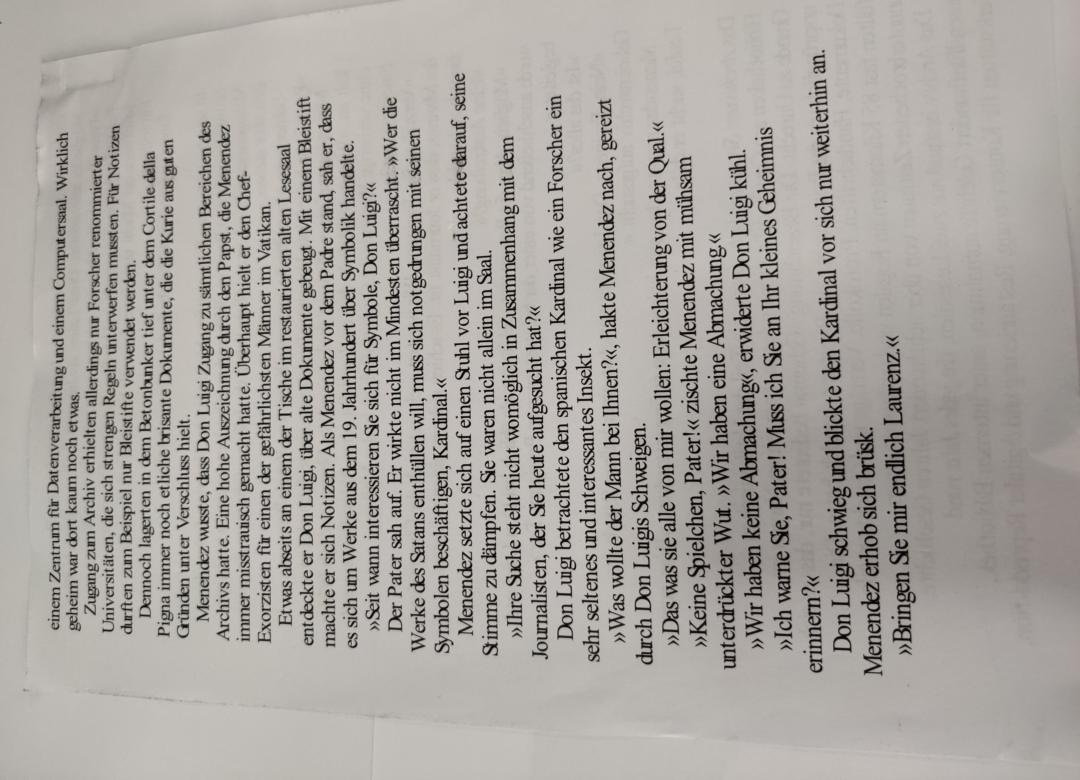 einem Zentrum für Datenverarbeitung und einem Computersaal. Wirklich
geheim war dort kaum noch etwas.
Zugang zum Archiv erhielten allerdings nur Forscher renommierter
Universitäten, die sich strengen Regeln unterwerfen mussten. Für Notizen
durften zum Beispiel nur Bleistifte verwendet werden.
Dennoch lagerten in dem Betonbunker tief unter dem Cortile della
Pigna immer noch etliche brisante Dokumente, die die Kurie aus guten
Gründen unter Verschluss hielt.
Menendez wusste, dass Don Luigi Zugang zu sämtlichen Bereichen des
Archivs hatte. Eine hohe Auszeichnung durch den Papst, die Menendez
immer misstrauisch gemacht hatte. Überhaupt hielt er den Chef-
Exorzisten für einen der gefährlichsten Männer im Vatikan.
Etwas abseits an einem der Tische im restaurierten alten Lesesaal
entdeckte er Don Luigi, über alte Dokumente gebeugt. Mit einem Bleistift
machte er sich Notizen. Als Menendez vor dem Padre stand, sah er, dass
es sich um Werke aus dem 19. Jahrhundert über Symbolik handelte.
»Seit wann interessieren Sie sich für Symbole, Don Luigi?«
Der Pater sah auf. Er wirkte nicht im Mindesten überrascht. »Wer die
Werke des Satans enthüllen will, muss sich notgedrungen mit seinen
Symbolen beschäftigen, Kardinal.«
Menendez setzte sich auf einen Stuhl vor Luigi und achtete darauf, seine
Stimme zu dämpfen. Sie waren nicht allein im Saal.
»Ihre Suche steht nicht womöglich in Zusammenhang mit dem
Journalisten, der Sie heute aufgesucht hat?«
Don Luigi betrachtete den spanischen Kardinal wie ein Forscher ein
sehr seltenes und interessantes Insekt.
»Was wollte der Mann bei Ihnen?«, hakte Menendez nach, gereizt
durch Don Luigis Schweigen.
»Das was sie alle von mir wollen: Erleichterung von der Qual.«
»Keine Spielchen, Pater!« zischte Menendez mit mühsam
unterdrückter Wut. »Wir haben eine Abmachung.«
»Wir haben keine Abmachung«, erwiderte Don Luigi kühl.
»Ich warne Sie, Pater! Muss ich Sie an Ihr kleines Geheimnis
erinnern?«
Don Luigi schwieg und blickte den Kardinal vor sich nur weiterhin an.
Menendez erhob sich brüsk.
»Bringen Sie mir endlich Laurenz.«